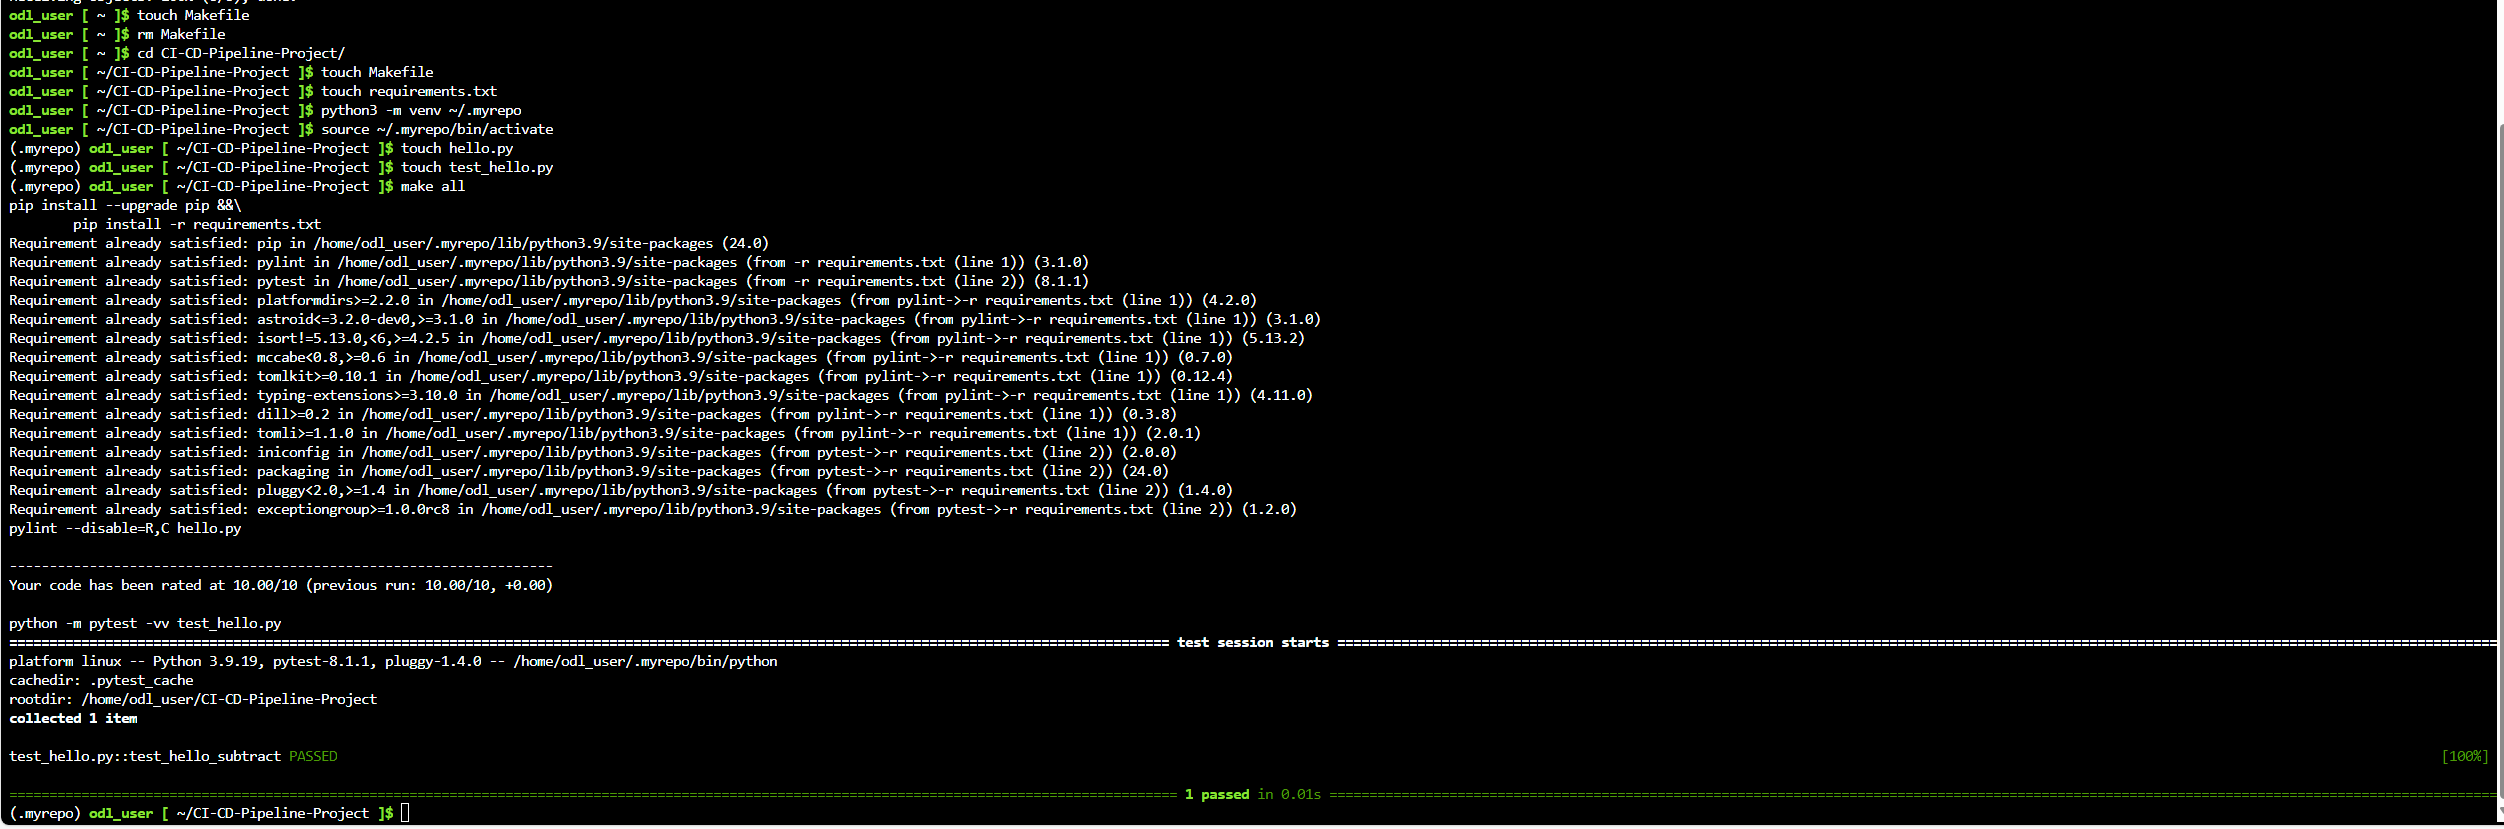 odl_user [ ~ ]$ touch Makefile
odl_user [ ~ ]$ rm Makefile
odl_user [ ~ ]$ cd CI-CD-Pipeline-Project/
odl_user [ ~/CI-CD-Pipeline-Project ]$ touch Makefile
odl_user [ ~/CI-CD-Pipeline-Project ]$ touch requirements.txt
odl_user [ ~/CI-CD-Pipeline-Project ]$ python3 -m venv ~/.myrepo
odl_user [ ~/CI-CD-Pipeline-Project ]$ source ~/.myrepo/bin/activate
(.myrepo) odl_user [ ~/CI-CD-Pipeline-Project ]$ touch hello.py
(.myrepo) odl_user [ ~/CI-CD-Pipeline-Project ]$ touch test_hello.py
(.myrepo) odl_user [ ~/CI-CD-Pipeline-Project ]$ make all
pip install --upgrade pip &&\
pip install -r requirements.txt
Requirement already satisfied: pip in /home/odl_user/.myrepo/lib/python3.9/site-packages (24.0)
Requirement already satisfied: pylint in /home/odl_user/.myrepo/lib/python3.9/site-packages (from -r requirements.txt (line 1)) (3.1.0)
Requirement already satisfied: pytest in /home/odl_user/.myrepo/lib/python3.9/site-packages (from -r requirements.txt (line 2)) (8.1.1)
Requirement already satisfied: platformdirs>=2.2.0 in /home/odl_user/.myrepo/lib/python3.9/site-packages (from pylint->-r requirements.txt (line 1)) (4.2.0)
Requirement already satisfied: astroid<=3.2.0-dev0,>=3.1.0 in /home/odl_user/.myrepo/lib/python3.9/site-packages (from pylint->-r requirements.txt (line 1)) (3.1.0)
Requirement already satisfied: isort!=5.13.0,<6,>=4.2.5 in /home/odl_user/.myrepo/lib/python3.9/site-packages (from pylint->-r requirements.txt (line 1)) (5.13.2)
Requirement already satisfied: mccabe<0.8,>=0.6 in /home/odl_user/.myrepo/lib/python3.9/site-packages (from pylint->-r requirements.txt (line 1)) (0.7.0)
Requirement already satisfied: tomlkit>=0.10.1 in /home/odl_user/.myrepo/lib/python3.9/site-packages (from pylint->-r requirements.txt (line 1)) (0.12.4)
Requirement already satisfied: typing-extensions>=3.10.0 in /home/odl_user/.myrepo/lib/python3.9/site-packages (from pylint->-r requirements.txt (line 1)) (4.11.0)
Requirement already satisfied: dill>=0.2 in /home/odl_user/.myrepo/lib/python3.9/site-packages (from pylint->-r requirements.txt (line 1)) (0.3.8)
Requirement already satisfied: tomli>=1.1.0 in /home/odl_user/.myrepo/lib/python3.9/site-packages (from pylint->-r requirements.txt (line 1)) (2.0.1)
Requirement already satisfied: iniconfig in /home/odl_user/.myrepo/lib/python3.9/site-packages (from pytest->-r requirements.txt (line 2)) (2.0.0)
Requirement already satisfied: packaging in /home/odl_user/.myrepo/lib/python3.9/site-packages (from pytest->-r requirements.txt (line 2)) (24.0)
Requirement already satisfied: pluggy<2.0,>=1.4 in /home/odl_user/.myrepo/lib/python3.9/site-packages (from pytest->-r requirements.txt (line 2)) (1.4.0)
Requirement already satisfied: exceptiongroup>=1.0.0rc8 in /home/odl_user/.myrepo/lib/python3.9/site-packages (from pytest->-r requirements.txt (line 2)) (1.2.0)
pylint --disable=R,C hello.py
--------------------------------------------------------------------
Your code has been rated at 10.00/10 (previous run: 10.00/10, +0.00)
python -m pytest -vv test_hello.py
test session starts
platform linux -- Python 3.9.19, pytest-8.1.1, pluggy-1.4.0 -- /home/odl_user/.myrepo/bin/python
cachedir: .pytest_cache
rootdir: /home/odl_user/CI-CD-Pipeline-Project
collected 1 item
test_hello.py::test_hello_subtract PASSED [100%]
1 passed in 0.01s
(.myrepo) odl_user [ ~/CI-CD-Pipeline-Project ]$